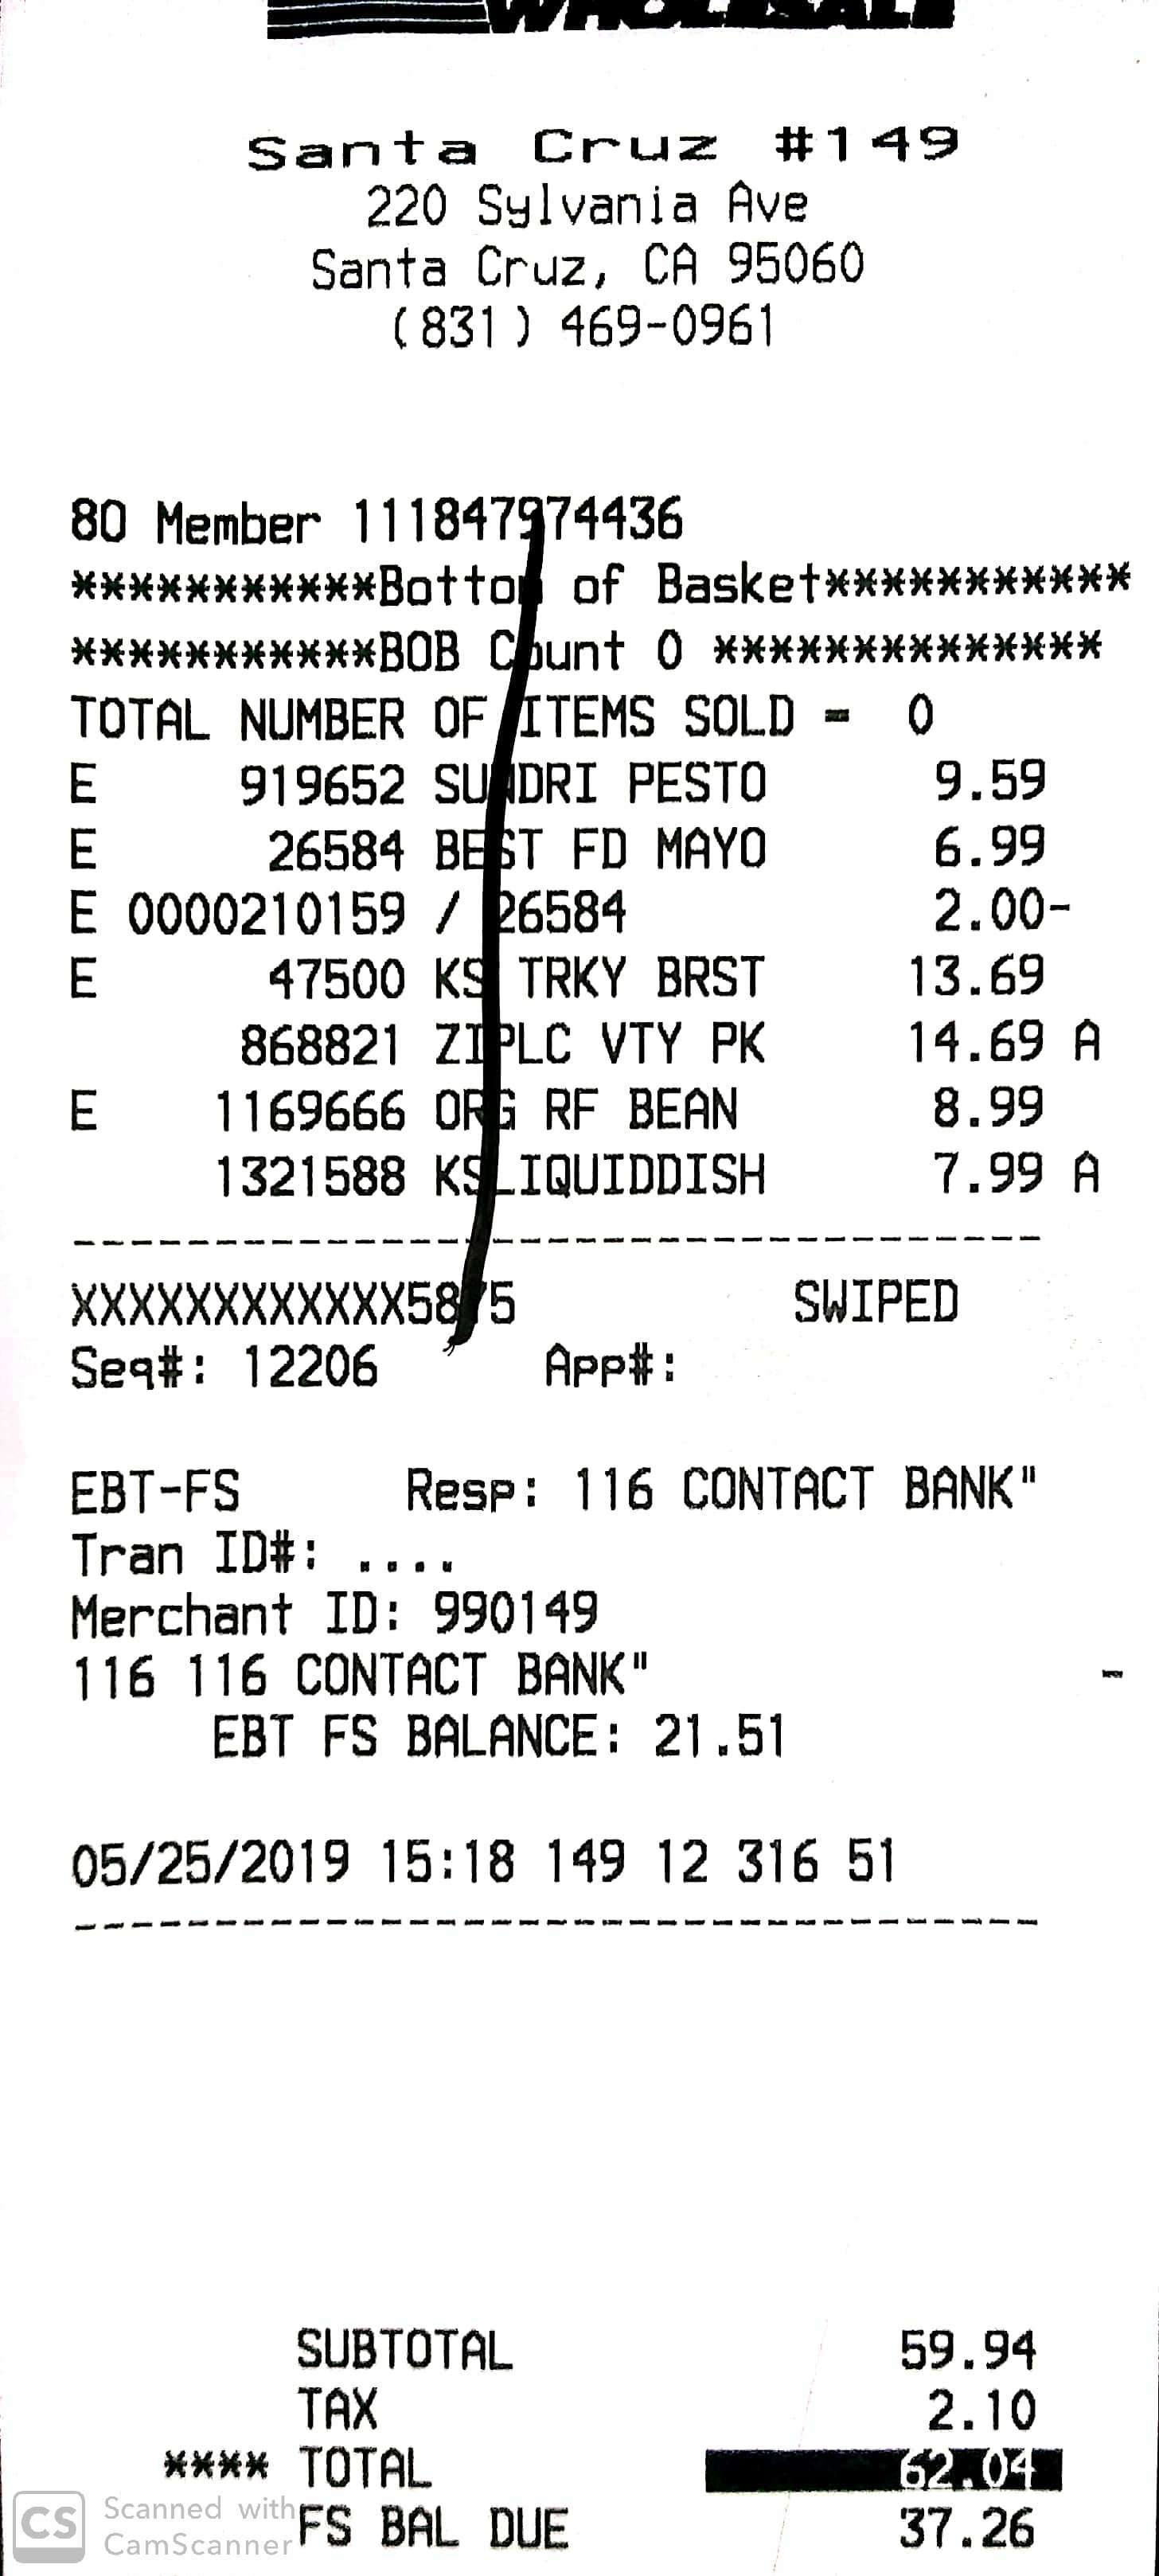 WHOLESALE
Santa Cruz #149
220 Sylvania Ave
Santa Cruz, CA 95060
(831) 469-0961
80 Member 111847974436
***********Bottom of Basket***********
***********BOB Count 0 **************
TOTAL NUMBER OF ITEMS SOLD = 0
E 919652 SUNDRI PESTO 9.59
E 26584 BEST FD MAYO 6.99
E 0000210159 / 26584 2.00-
E 47500 KS TRKY BRST 13.69
868821 ZIPLC VTY PK 14.69 A
E 1169666 ORG RF BEAN 8.99
1321588 KSLIQUIDDISH 7.99 A
----------------------------------
XXXXXXXXXXXX5875 SWIPED
Seq#: 12206 App#:
EBT-FS Resp: 116 CONTACT BANK"
Tran ID#: ....
Merchant ID: 990149
116 116 CONTACT BANK" -
EBT FS BALANCE: 21.51
05/25/2019 15:18 149 12 316 51
----------------------------------
SUBTOTAL 59.94
TAX 2.10
**** TOTAL 62.04
FS BAL DUE 37.26
CS Scanned with
CamScanner